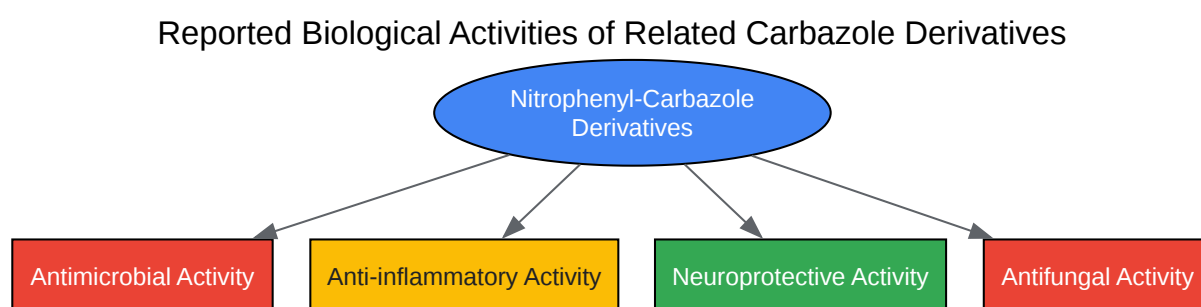 Reported Biological Activities of Related Carbazole Derivatives
Nitrophenyl-Carbazole
Derivatives
Antimicrobial Activity
Anti-inflammatory Activity
Neuroprotective Activity
Antifungal Activity